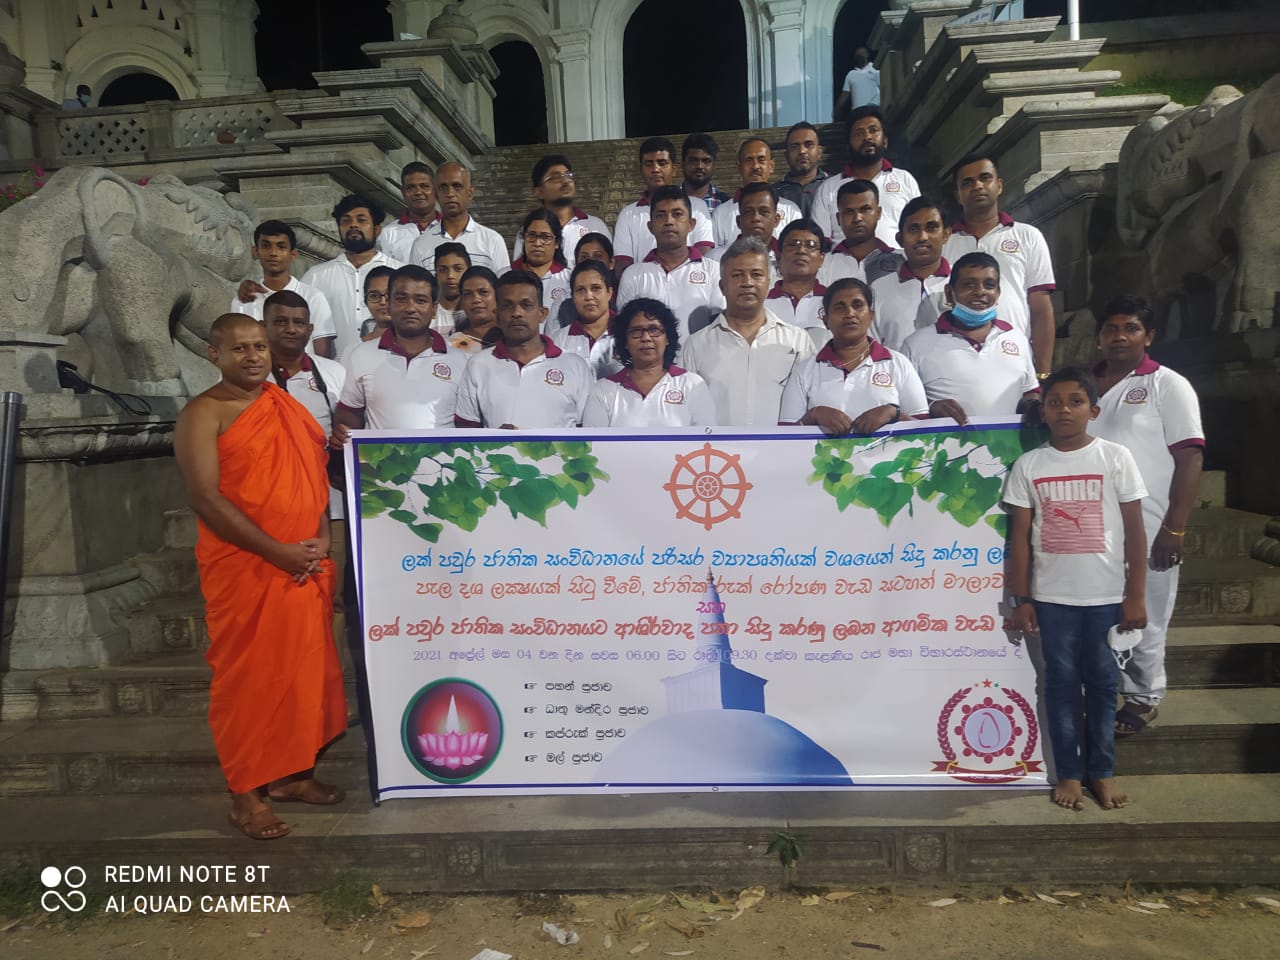 ලක් පවුර ජාතික සංවිධානයේ පරිසර ව්‍යාපෘතියක් වශයෙන් සිදු කරනු
පැල දශ ලක්ෂයක් සිටු වීමේ, ජාතික රුක් රෝපණ වැඩ සටහන්
සහ
ලක් පවුර ජාතික සංවිධානයට ආශිර්වාද පතා සිදු කරණු ලබන ආගමික වැඩ
2021 අප්‍රේල් මස 04 වන දින සවස 06.00 සිට රාත්‍රී 09.30 දක්වා කැළණිය රාජ මහා විහාරස්ථානයේ දී
☞ පහන් පුජාව
☞ ධාතු මන්දිර පුජාව
☞ කප්රුක් පුජාව
☞ මල් පුජාව
PUMA
REDMI NOTE 8T
AI QUAD CAMERA